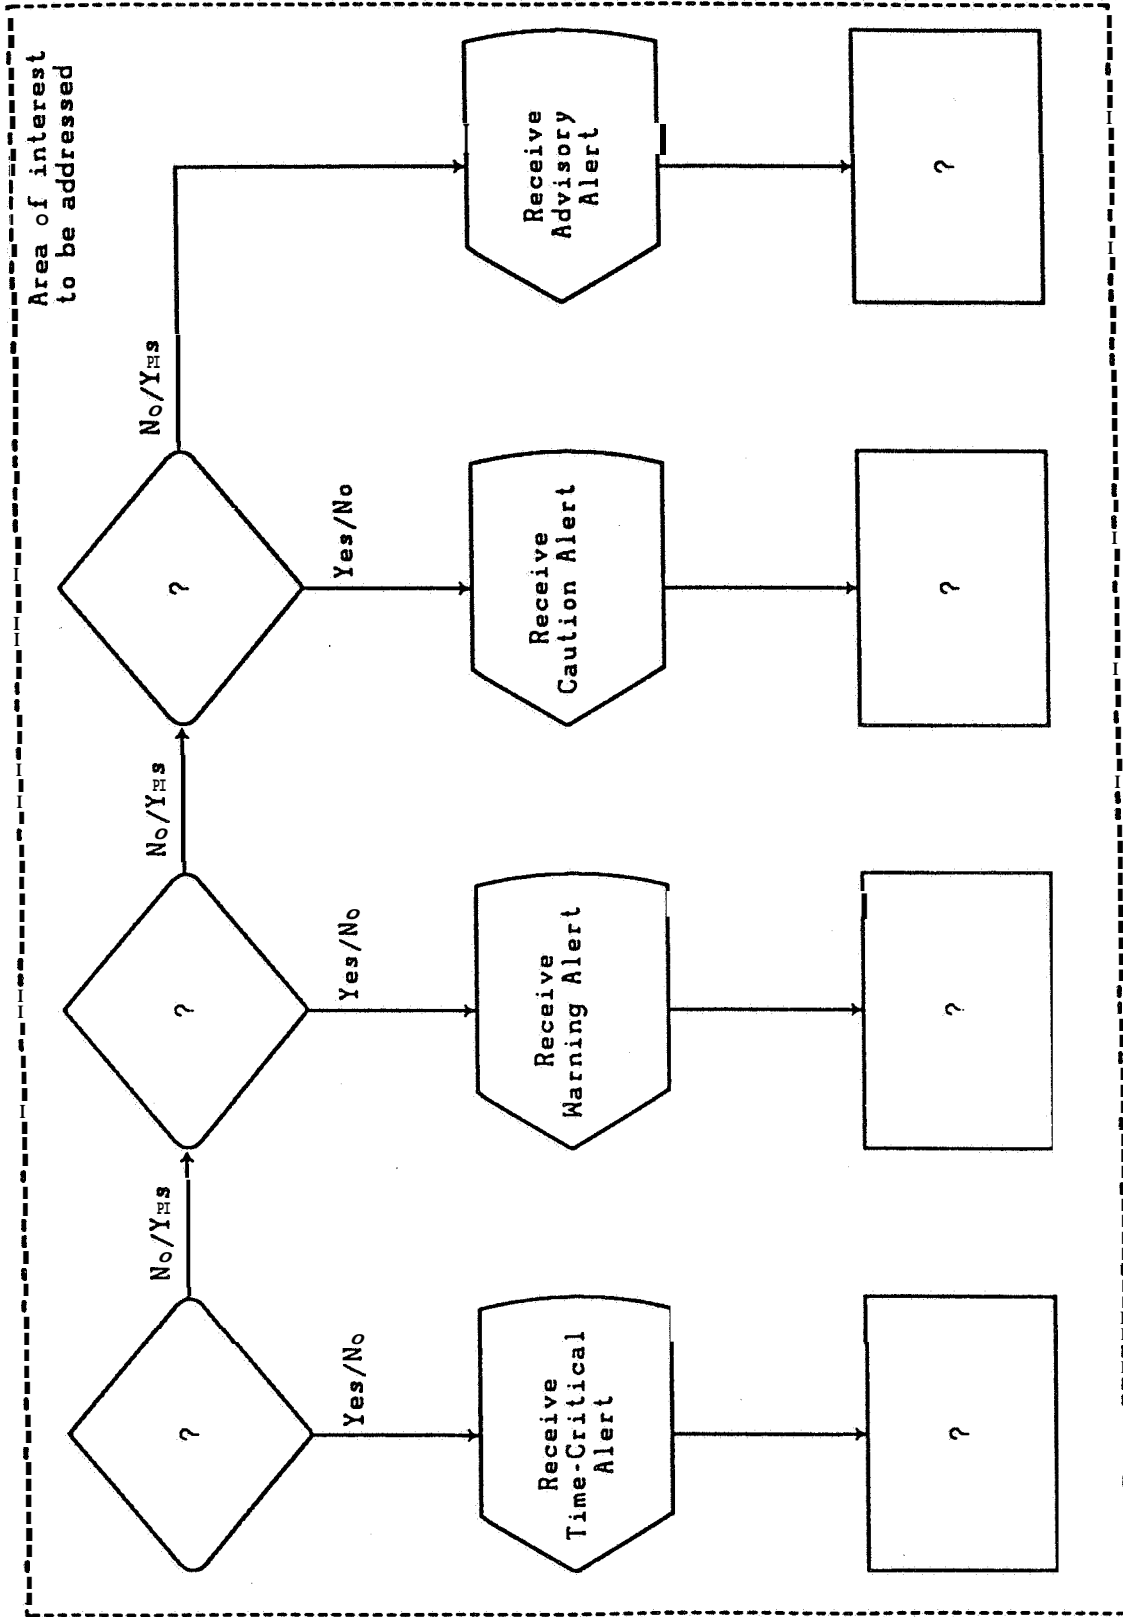 Area of interest
to be addressed
?
No/Yes
?
No/Yes
?
No/Yes
Yes/No
Yes/No
Yes/No
Receive
Time-Critical
Alert
Receive
Warning Alert
Receive
Caution Alert
Receive
Advisory
Alert
?
?
?
?